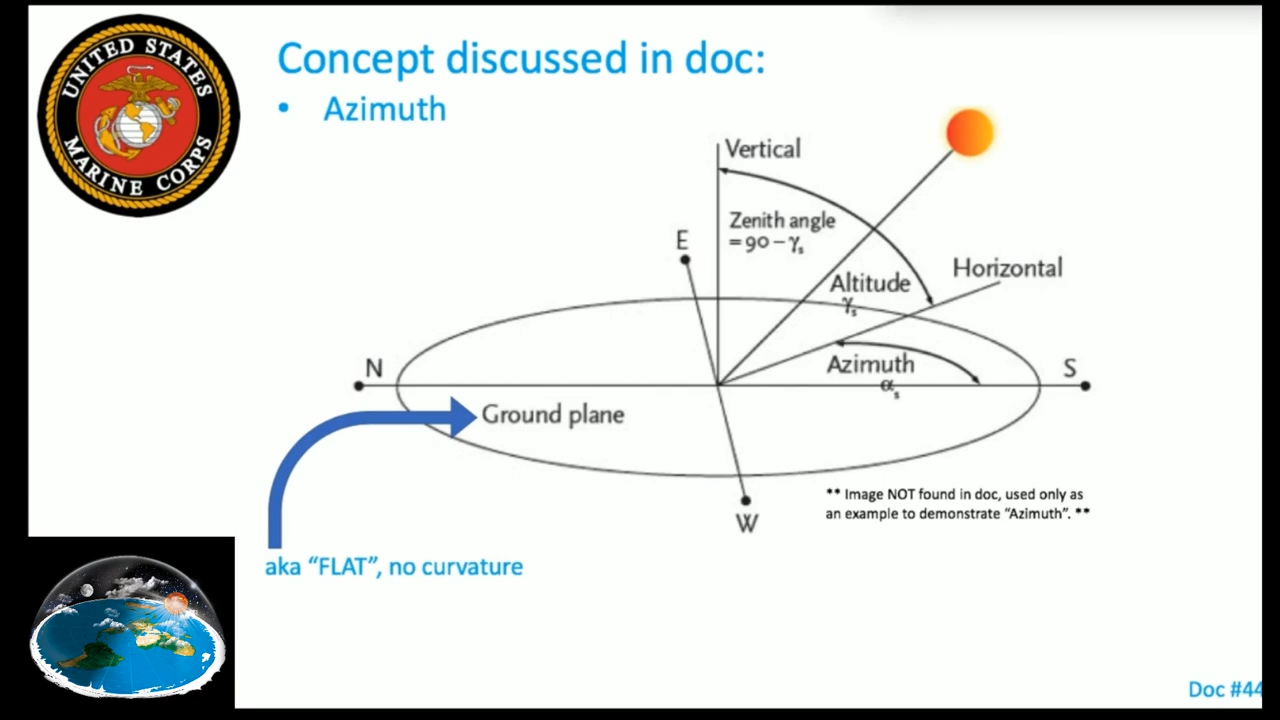 UNITED STATES
MARINE CORPS
Concept discussed in doc:
• Azimuth
Vertical
Zenith angle
= 90 – γs
E
Altitude
γs
Horizontal
N
Azimuth
αs
S
Ground plane
W
** Image NOT found in doc, used only as
an example to demonstrate “Azimuth”. **
aka “FLAT”, no curvature
Doc #44